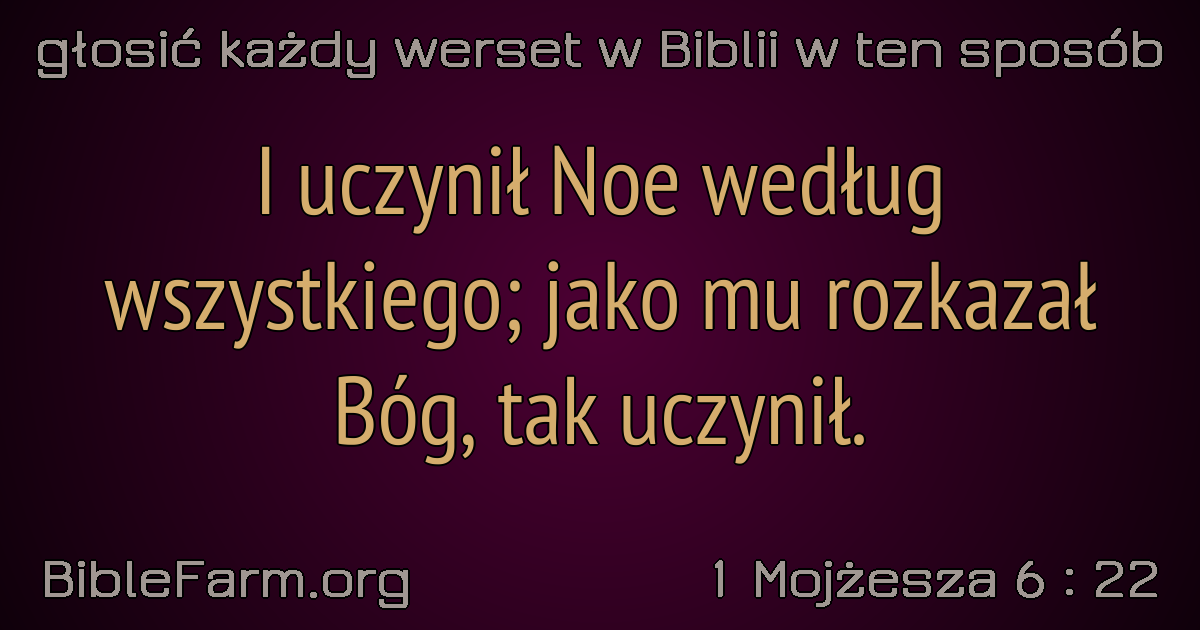 głosić każdy werset w Biblii w ten sposób
I uczynił Noe według
wszystkiego; jako mu rozkazał
Bóg, tak uczynił.
BibleFarm.org
1 Mojżesza 6 : 22